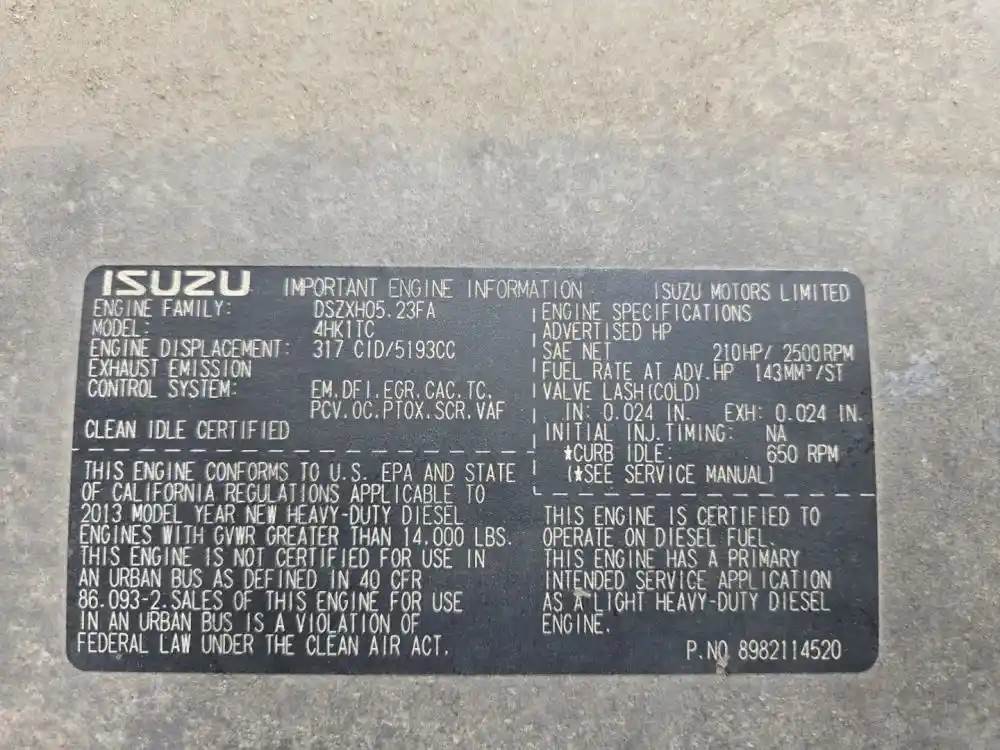 ISUZU IMPORTANT ENGINE INFORMATION ISUZU MOTORS LIMITED
ENGINE FAMILY: DSZXH05.23FA
MODEL: 4HK1TC
ENGINE DISPLACEMENT: 317 CID/5193CC
EXHAUST EMISSION
CONTROL SYSTEM: EM.DFI.EGR.CAC.TC.
PCV.OC.PTOX.SCR.VAF
CLEAN IDLE CERTIFIED
ENGINE SPECIFICATIONS
ADVERTISED HP
SAE NET 210HP/ 2500RPM
FUEL RATE AT ADV.HP 143MM³/ST
VALVE LASH(COLD)
IN: 0.024 IN. EXH: 0.024 IN.
INITIAL INJ.TIMING: NA
*CURB IDLE: 650 RPM
(*SEE SERVICE MANUAL)
THIS ENGINE CONFORMS TO U.S. EPA AND STATE
OF CALIFORNIA REGULATIONS APPLICABLE TO
2013 MODEL YEAR NEW HEAVY-DUTY DIESEL
ENGINES WITH GVWR GREATER THAN 14.000 LBS.
THIS ENGINE IS NOT CERTIFIED FOR USE IN
AN URBAN BUS AS DEFINED IN 40 CFR
86.093-2.SALES OF THIS ENGINE FOR USE
IN AN URBAN BUS IS A VIOLATION OF
FEDERAL LAW UNDER THE CLEAN AIR ACT.
THIS ENGINE IS CERTIFIED TO
OPERATE ON DIESEL FUEL.
THIS ENGINE HAS A PRIMARY
INTENDED SERVICE APPLICATION
AS A LIGHT HEAVY-DUTY DIESEL
ENGINE.
P.NO 8982114520